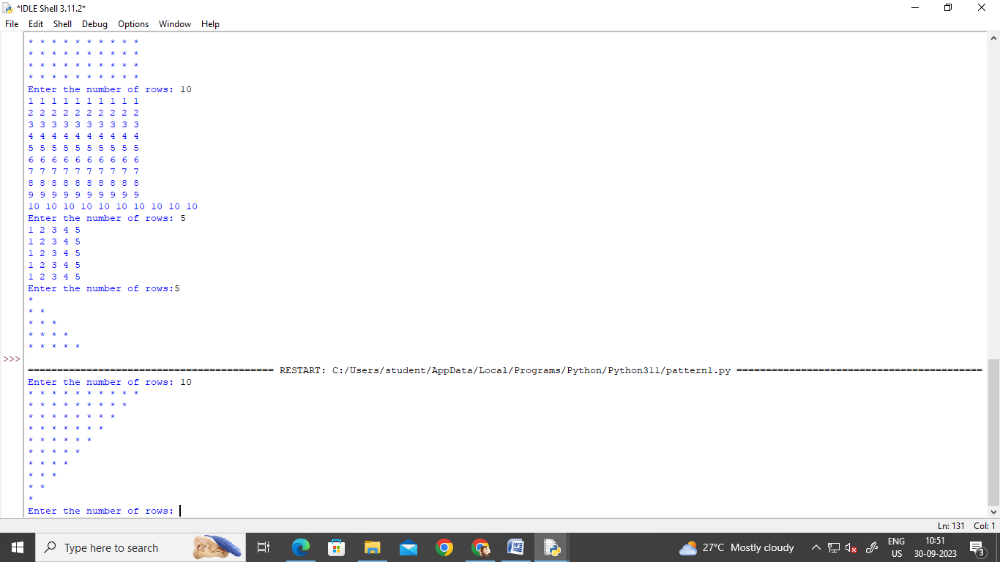 *IDLE Shell 3.11.2*
File Edit Shell Debug Options Window Help
* * * * * * * * * *
* * * * * * * * * *
* * * * * * * * * *
* * * * * * * * * *
Enter the number of rows: 10
1 1 1 1 1 1 1 1 1 1
2 2 2 2 2 2 2 2 2 2
3 3 3 3 3 3 3 3 3 3
4 4 4 4 4 4 4 4 4 4
5 5 5 5 5 5 5 5 5 5
6 6 6 6 6 6 6 6 6 6
7 7 7 7 7 7 7 7 7 7
8 8 8 8 8 8 8 8 8 8
9 9 9 9 9 9 9 9 9 9
10 10 10 10 10 10 10 10 10 10
Enter the number of rows: 5
1 2 3 4 5
1 2 3 4 5
1 2 3 4 5
1 2 3 4 5
1 2 3 4 5
Enter the number of rows:5
*
* *
* * *
* * * *
* * * * *
>>>
========================================== RESTART: C:/Users/student/AppData/Local/Programs/Python/Python311/pattern1.py ==========================================
Enter the number of rows: 10
* * * * * * * * * *
* * * * * * * * *
* * * * * * * *
* * * * * * *
* * * * * *
* * * * *
* * * *
* * *
* *
*
Enter the number of rows:
Ln: 131 Col: 1
Type here to search
27°C Mostly cloudy
ENG
US
10:51
30-09-2023
3